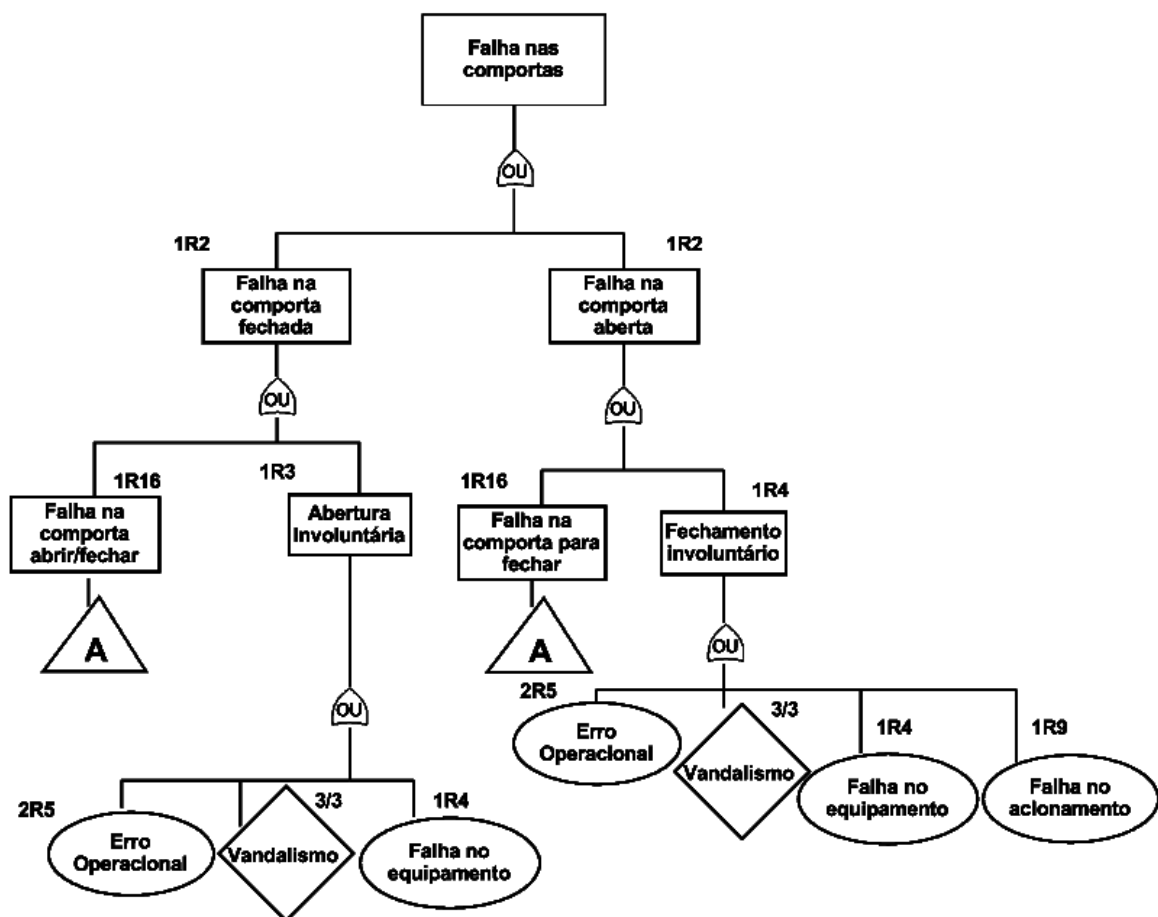 Falha nas
comportas
OU
1R2
1R2
Falha na
comporta
fechada
Falha na
comporta
aberta
OU
OU
1R16
1R3
1R16
1R4
Falha na
comporta
abrir/fechar
Abertura
Involuntária
Falha na
comporta para
fechar
Fechamento
involuntário
A
A
OU
OU
2R5
3/3
1R4
1R9
Erro
Operacional
Vandalismo
Falha no
equipamento
Falha no
acionamento
2R5
3/3
1R4
Erro
Operacional
Vandalismo
Falha no
equipamento